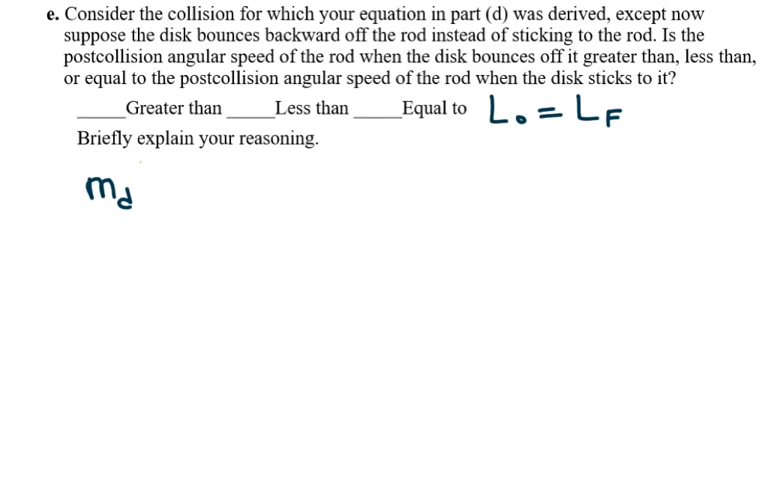 e. Consider the collision for which your equation in part (d) was derived, except now
suppose the disk bounces backward off the rod instead of sticking to the rod. Is the
postcollision angular speed of the rod when the disk bounces off it greater than, less than,
or equal to the postcollision angular speed of the rod when the disk sticks to it?
_____Greater than _____Less than _____Equal to L₀ = L_F
Briefly explain your reasoning.
m_d